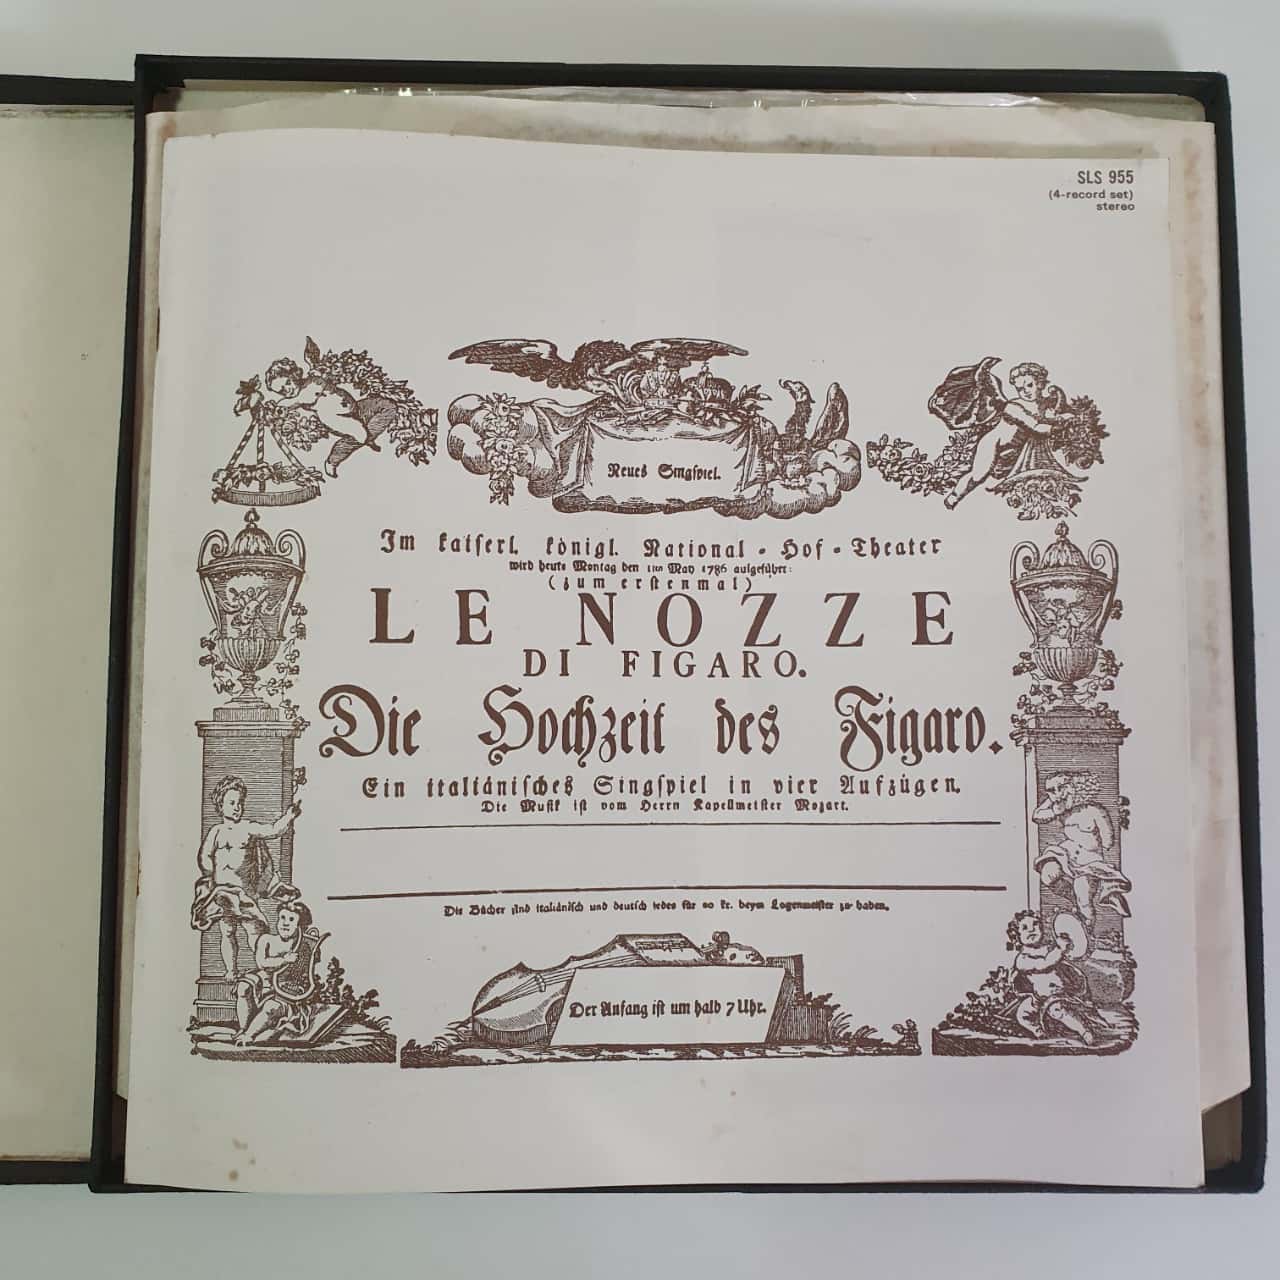 SLS 955
(4-record set)
stereo
Neues Singspiel.
Im kaiserl. königl. National-Hof-Theater
wird heute Montag den 1ten May 1786 aufgeführt:
(zum erstenmal)
LE NOZZE
DI FIGARO.
Die Hochzeit des Figaro.
Ein italiänisches Singspiel in vier Aufzügen.
Die Musik ist vom Herrn Kapellmeister Mozart.
Die Bücher sind italiänisch und deutsch jedes für 20 kr. beym Logenmeister zu haben.
Der Anfang ist um halb 7 Uhr.